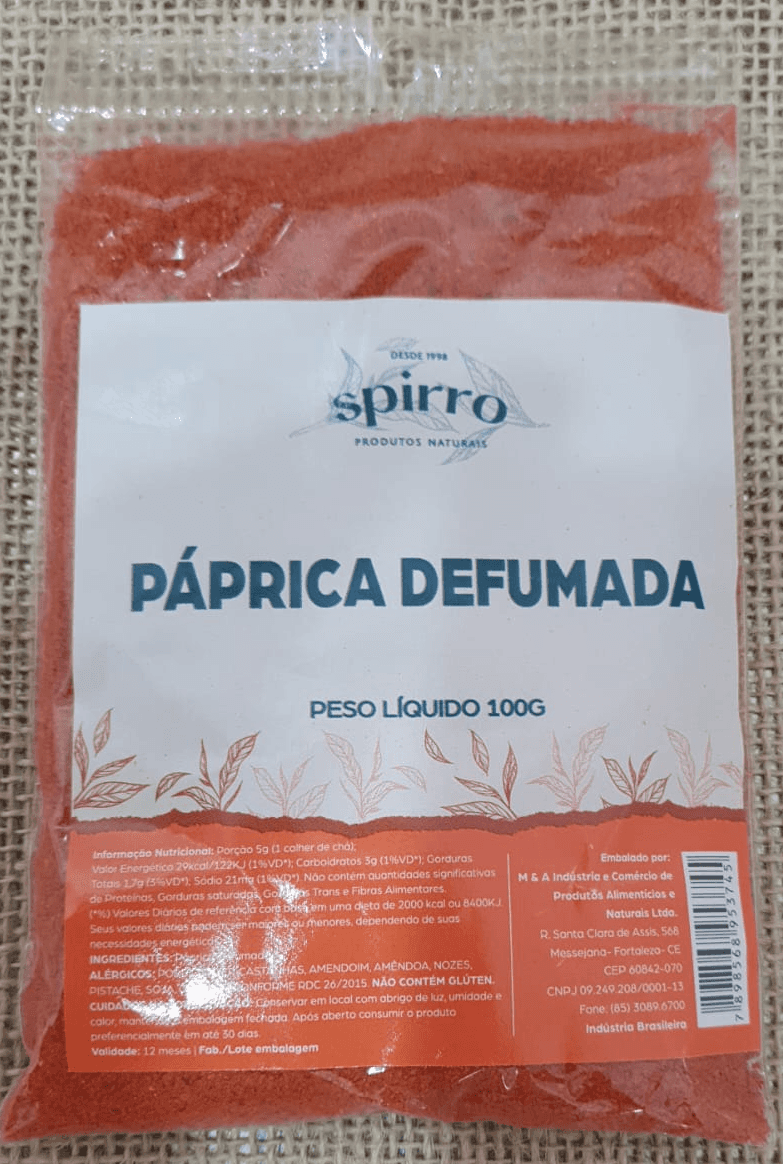 DESDE 1998
spirro
PRODUTOS NATURAIS
PÁPRICA DEFUMADA
PESO LÍQUIDO 100G
Informação Nutricional: Porção 5g (1 colher de chá);
Valor Energético 29kcal/122KJ (1%VD*); Carboidratos 3g (1%VD*); Gorduras
Totais 1,7g (3%VD*), Sódio 21mg (1%VD*). Não contém quantidades significativas
de Proteínas, Gorduras saturadas, Gorduras Trans e Fibras Alimentares.
(*%) Valores Diários de referência com base em uma dieta de 2000 kcal ou 8400KJ.
Seus valores diários podem ser maiores ou menores, dependendo de suas
necessidades energéticas
INGREDIENTES:
ALÉRGICOS: CASTANHAS, AMENDOIM, AMÊNDOA, NOZES,
PISTACHE, CONFORME RDC 26/2015. NÃO CONTÉM GLÚTEN.
Conservar em local com abrigo de luz, umidade e
calor, embalagem fechada. Após aberto consumir o produto
preferencialmente em até 30 dias.
Validade: 12 meses | Fab./Lote embalagem
Embalado por:
M & A Indústria e Comércio de
Produtos Alimentícios e
Naturais Ltda.
R. Santa Clara de Assis, 568
Messejana- Fortaleza- CE
CEP 60842-070
CNPJ 09.249.208/0001-13
Fone: (85) 3089.6700
Indústria Brasileira
7 898568 953745